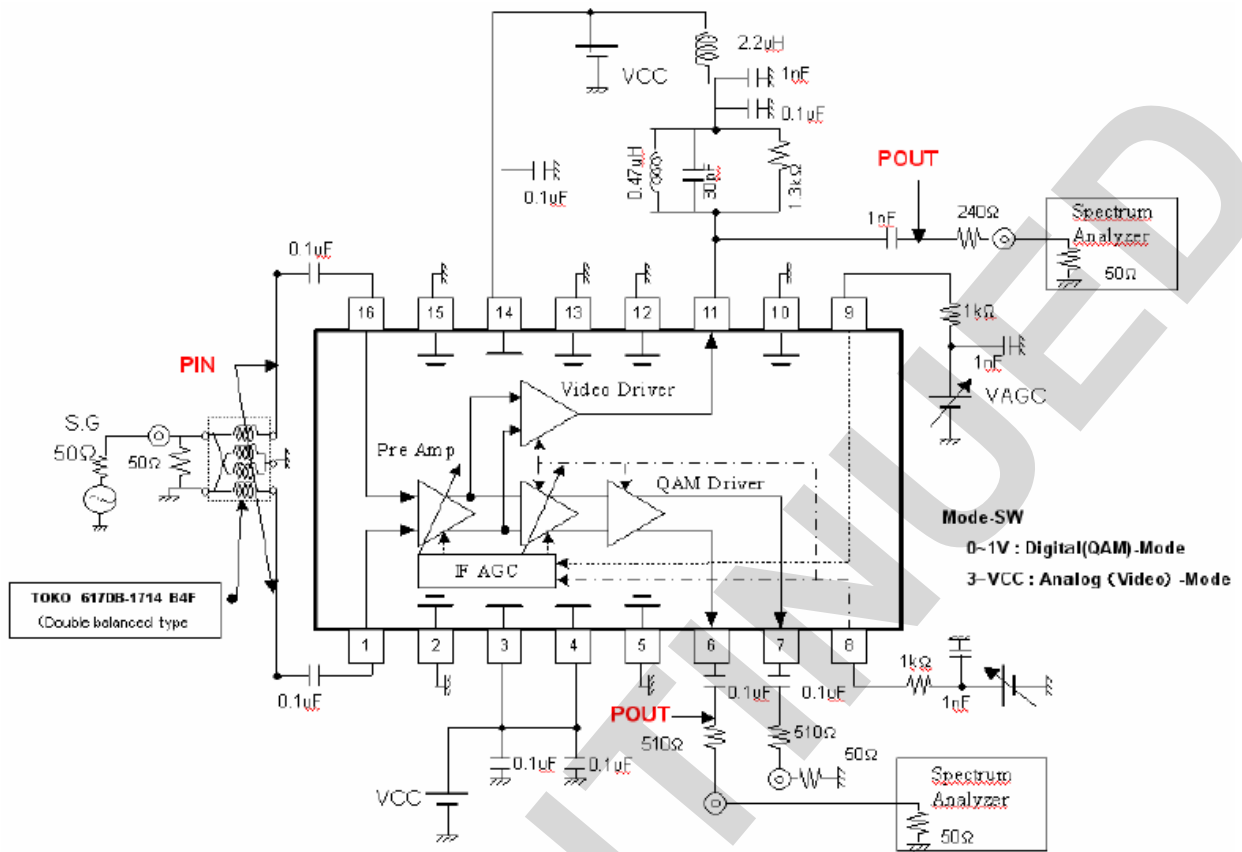 2.2uH
VCC
1nF
0.1uF
0.47uH
30pF
1.3kΩ
0.1uF
POUT
1nF
240Ω
Spectrum
Analyzer
50Ω
0.1uF
16
15
14
13
12
11
10
9
1kΩ
1nF
VAGC
PIN
S.G
50Ω
50Ω
Video Driver
Pre Amp
QAM Driver
IF AGC
Mode-SW
0~1V : Digital(QAM)-Mode
3-VCC : Analog (Video) -Mode
TOKO 617DB-1714 B4F
(Double balanced type
1
2
3
4
5
6
7
8
0.1uF
0.1uF
0.1uF
1kΩ
1nF
POUT
510Ω
510Ω
50Ω
0.1uF
0.1uF
VCC
Spectrum
Analyzer
50Ω
TINUED